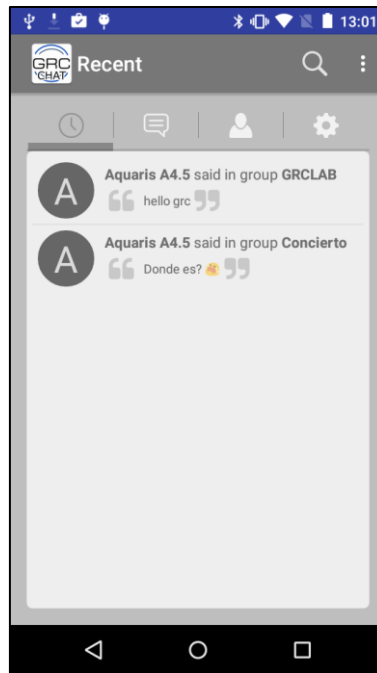 13:01
GRC
CHAT
Recent
A
Aquaris A4.5 said in group GRCLAB
hello grc
A
Aquaris A4.5 said in group Concierto
Donde es?